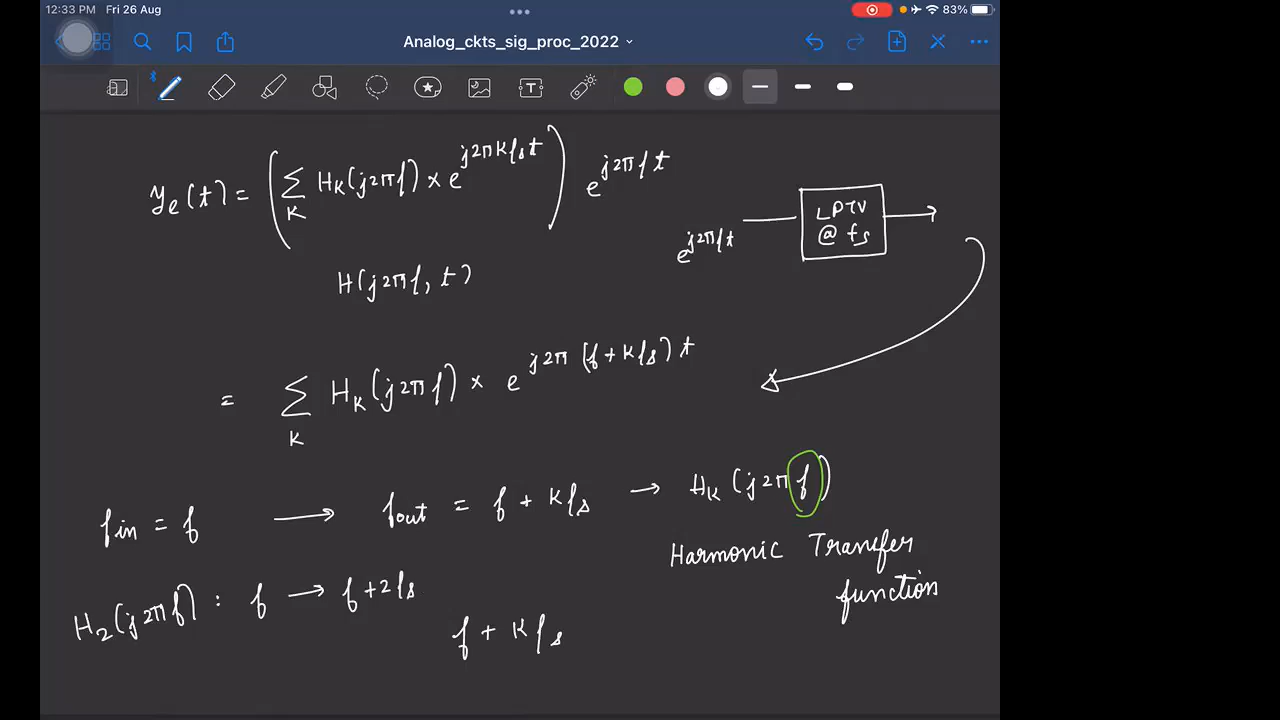 12:33 PM Fri 26 Aug 83%
Analog_ckts_sig_proc_2022
T
y_e(t) = ( Σ_K H_K(j2πf) × e^{j2πKf_st} ) e^{j2πft}
H(j2πf, t)
e^{j2πft}
LPTV
@ fs
= Σ_K H_K(j2πf) × e^{j2π(f+Kf_s)t}
f_in = f → f_out = f + Kf_s → H_K(j2πf)
Harmonic Transfer
function
H_2(j2πf) : f → f+2f_s
f + Kf_s